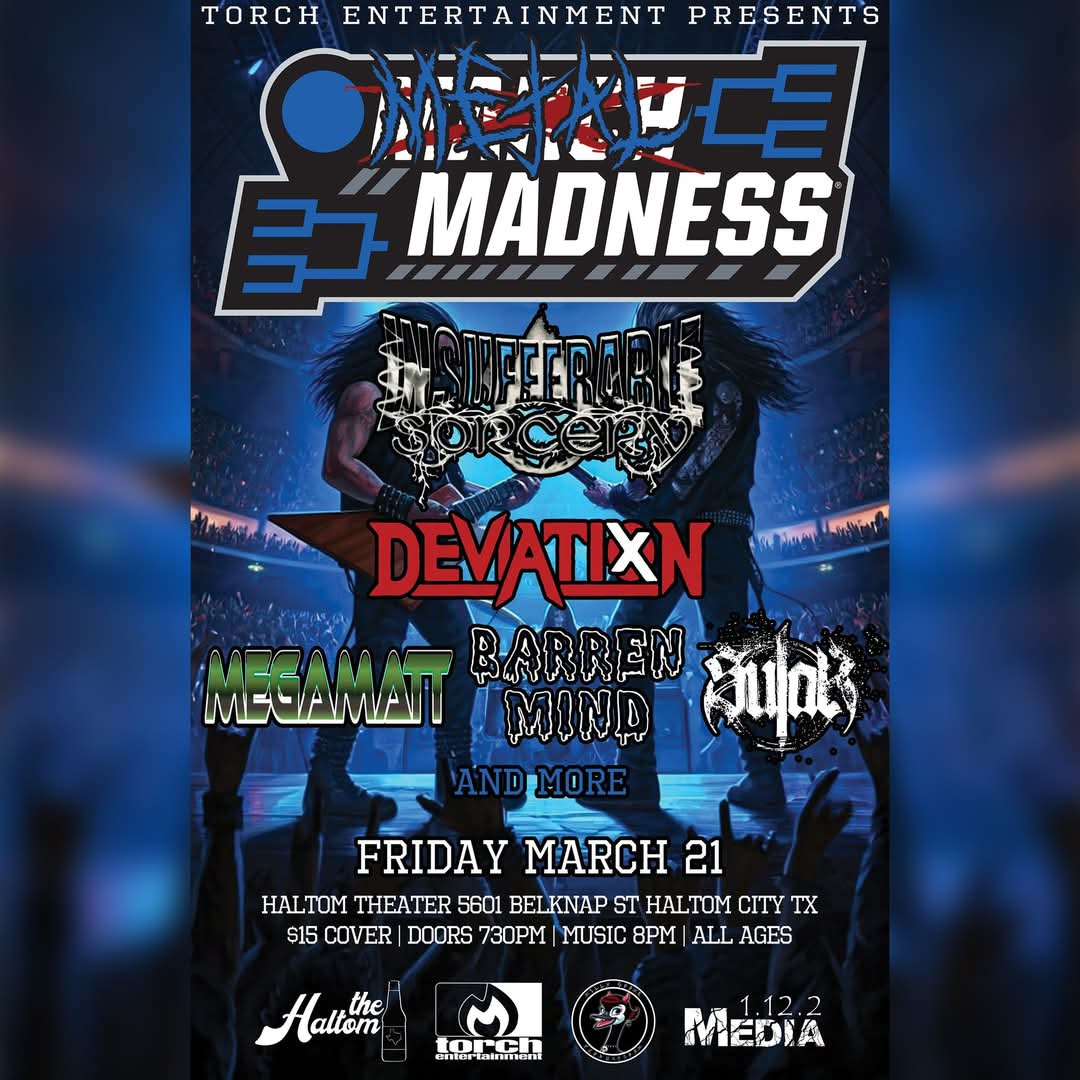 TORCH ENTERTAINMENT PRESENTS
METAL
MADNESS®
INSUFFERABLE
SORCERY
DEVIATIXN
MEGAMATT
BARREN
MIND
SUTAR
AND MORE
FRIDAY MARCH 21
HALTOM THEATER 5601 BELKNAP ST HALTOM CITY TX
$15 COVER | DOORS 730PM | MUSIC 8PM | ALL AGES
the
Haltom
torch
entertainment
1.12.2
MEDIA